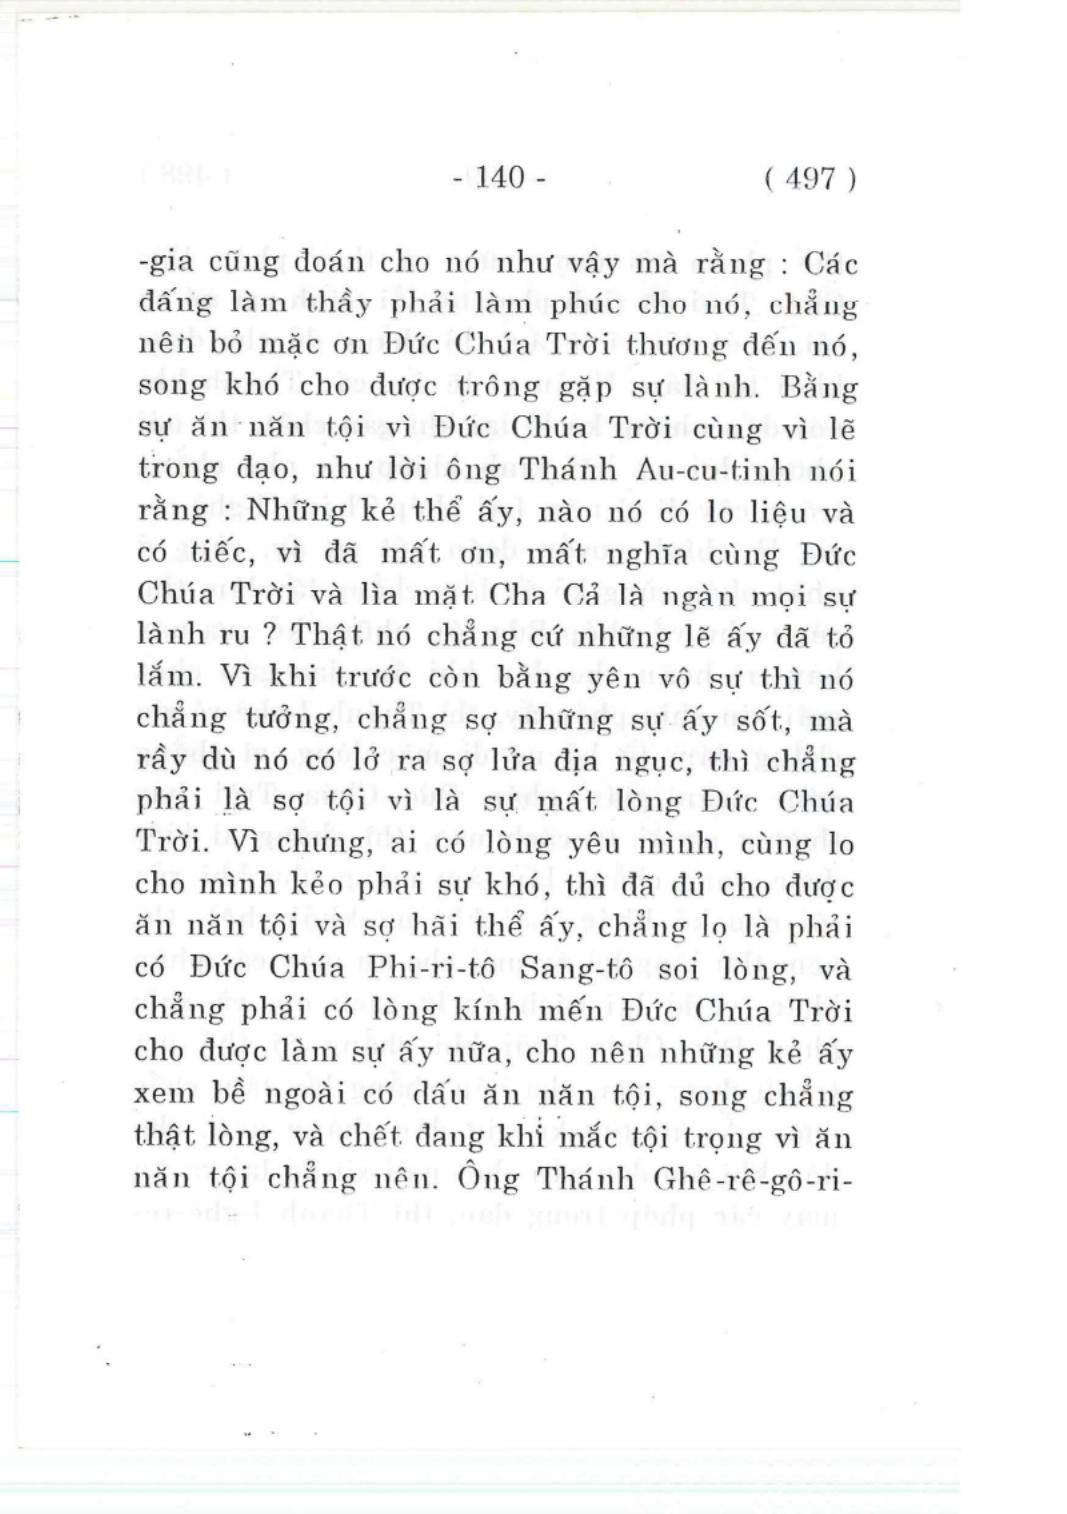 - 140 - ( 497 )
-gia cũng đoán cho nó như vậy mà rằng : Các
đấng làm thầy phải làm phúc cho nó, chẳng
nên bỏ mặc ơn Đức Chúa Trời thương đến nó,
song khó cho được trông gặp sự lành. Bằng
sự ăn năn tội vì Đức Chúa Trời cùng vì lẽ
trong đạo, như lời ông Thánh Au-cu-tinh nói
rằng : Những kẻ thể ấy, nào nó có lo liệu và
có tiếc, vì đã mất ơn, mất nghĩa cùng Đức
Chúa Trời và lìa mặt Cha Cả là ngàn mọi sự
lành ru ? Thật nó chẳng cứ những lẽ ấy đã tỏ
lắm. Vì khi trước còn bằng yên vô sự thì nó
chẳng tưởng, chẳng sợ những sự ấy sốt, mà
rầy dù nó có lở ra sợ lửa địa ngục, thì chẳng
phải là sợ tội vì là sự mất lòng Đức Chúa
Trời. Vì chưng, ai có lòng yêu mình, cùng lo
cho mình kẻo phải sự khó, thì đã đủ cho được
ăn năn tội và sợ hãi thể ấy, chẳng lọ là phải
có Đức Chúa Phi-ri-tô Sang-tô soi lòng, và
chẳng phải có lòng kính mến Đức Chúa Trời
cho được làm sự ấy nữa, cho nên những kẻ ấy
xem bề ngoài có dấu ăn năn tội, song chẳng
thật lòng, và chết đang khi mắc tội trọng vì ăn
năn tội chẳng nên. Ông Thánh Ghê-rê-gô-ri-